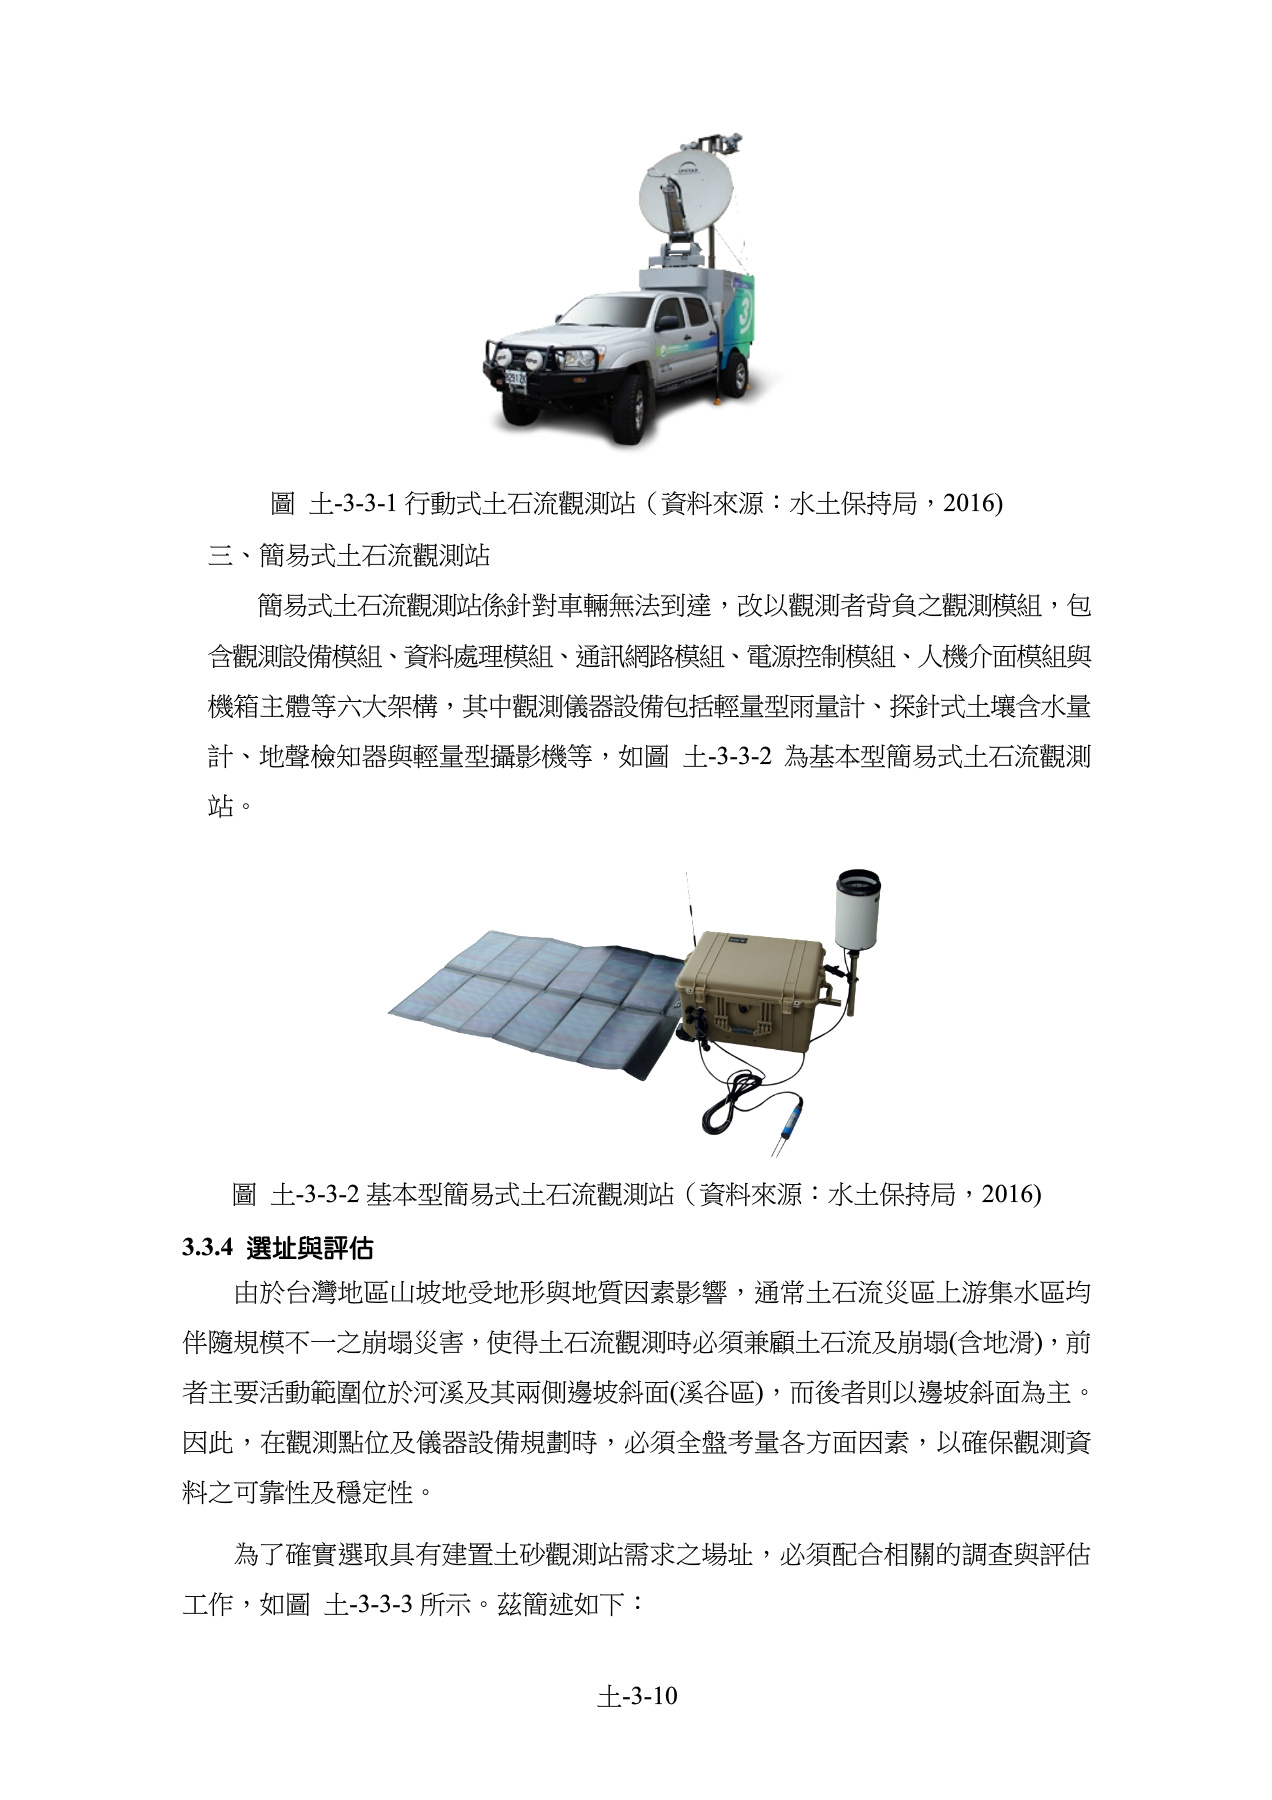 圖 土-3-3-1 行動式土石流觀測站（資料來源：水土保持局，2016)
三、簡易式土石流觀測站
簡易式土石流觀測站係針對車輛無法到達，改以觀測者背負之觀測模組，包
含觀測設備模組、資料處理模組、通訊網路模組、電源控制模組、人機介面模組與
機箱主體等六大架構，其中觀測儀器設備包括輕量型雨量計、探針式土壤含水量
計、地聲檢知器與輕量型攝影機等，如圖 土-3-3-2 為基本型簡易式土石流觀測
站。
圖 土-3-3-2 基本型簡易式土石流觀測站（資料來源：水土保持局，2016)
3.3.4 選址與評估
由於台灣地區山坡地受地形與地質因素影響，通常土石流災區上游集水區均
伴隨規模不一之崩塌災害，使得土石流觀測時必須兼顧土石流及崩塌(含地滑)，前
者主要活動範圍位於河溪及其兩側邊坡斜面(溪谷區)，而後者則以邊坡斜面為主。
因此，在觀測點位及儀器設備規劃時，必須全盤考量各方面因素，以確保觀測資
料之可靠性及穩定性。
為了確實選取具有建置土砂觀測站需求之場址，必須配合相關的調查與評估
工作，如圖 土-3-3-3 所示。茲簡述如下：
土-3-10